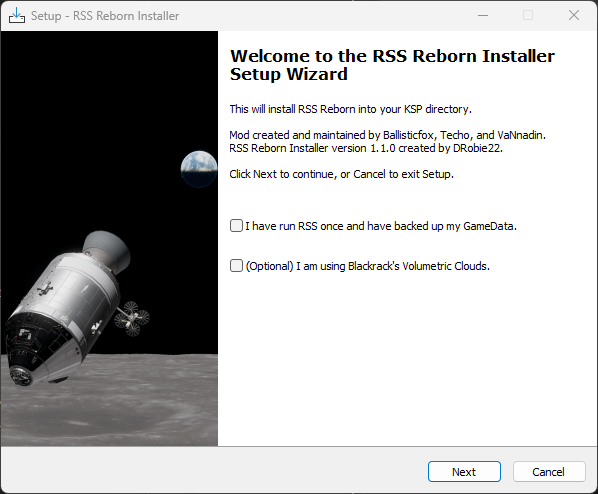 Setup - RSS Reborn Installer
Welcome to the RSS Reborn Installer
Setup Wizard
This will install RSS Reborn into your KSP directory.
Mod created and maintained by Ballisticfox, Techo, and VaNnadin.
RSS Reborn Installer version 1.1.0 created by DRobie22.
Click Next to continue, or Cancel to exit Setup.
I have run RSS once and have backed up my GameData.
(Optional) I am using Blackrack's Volumetric Clouds.
Next
Cancel